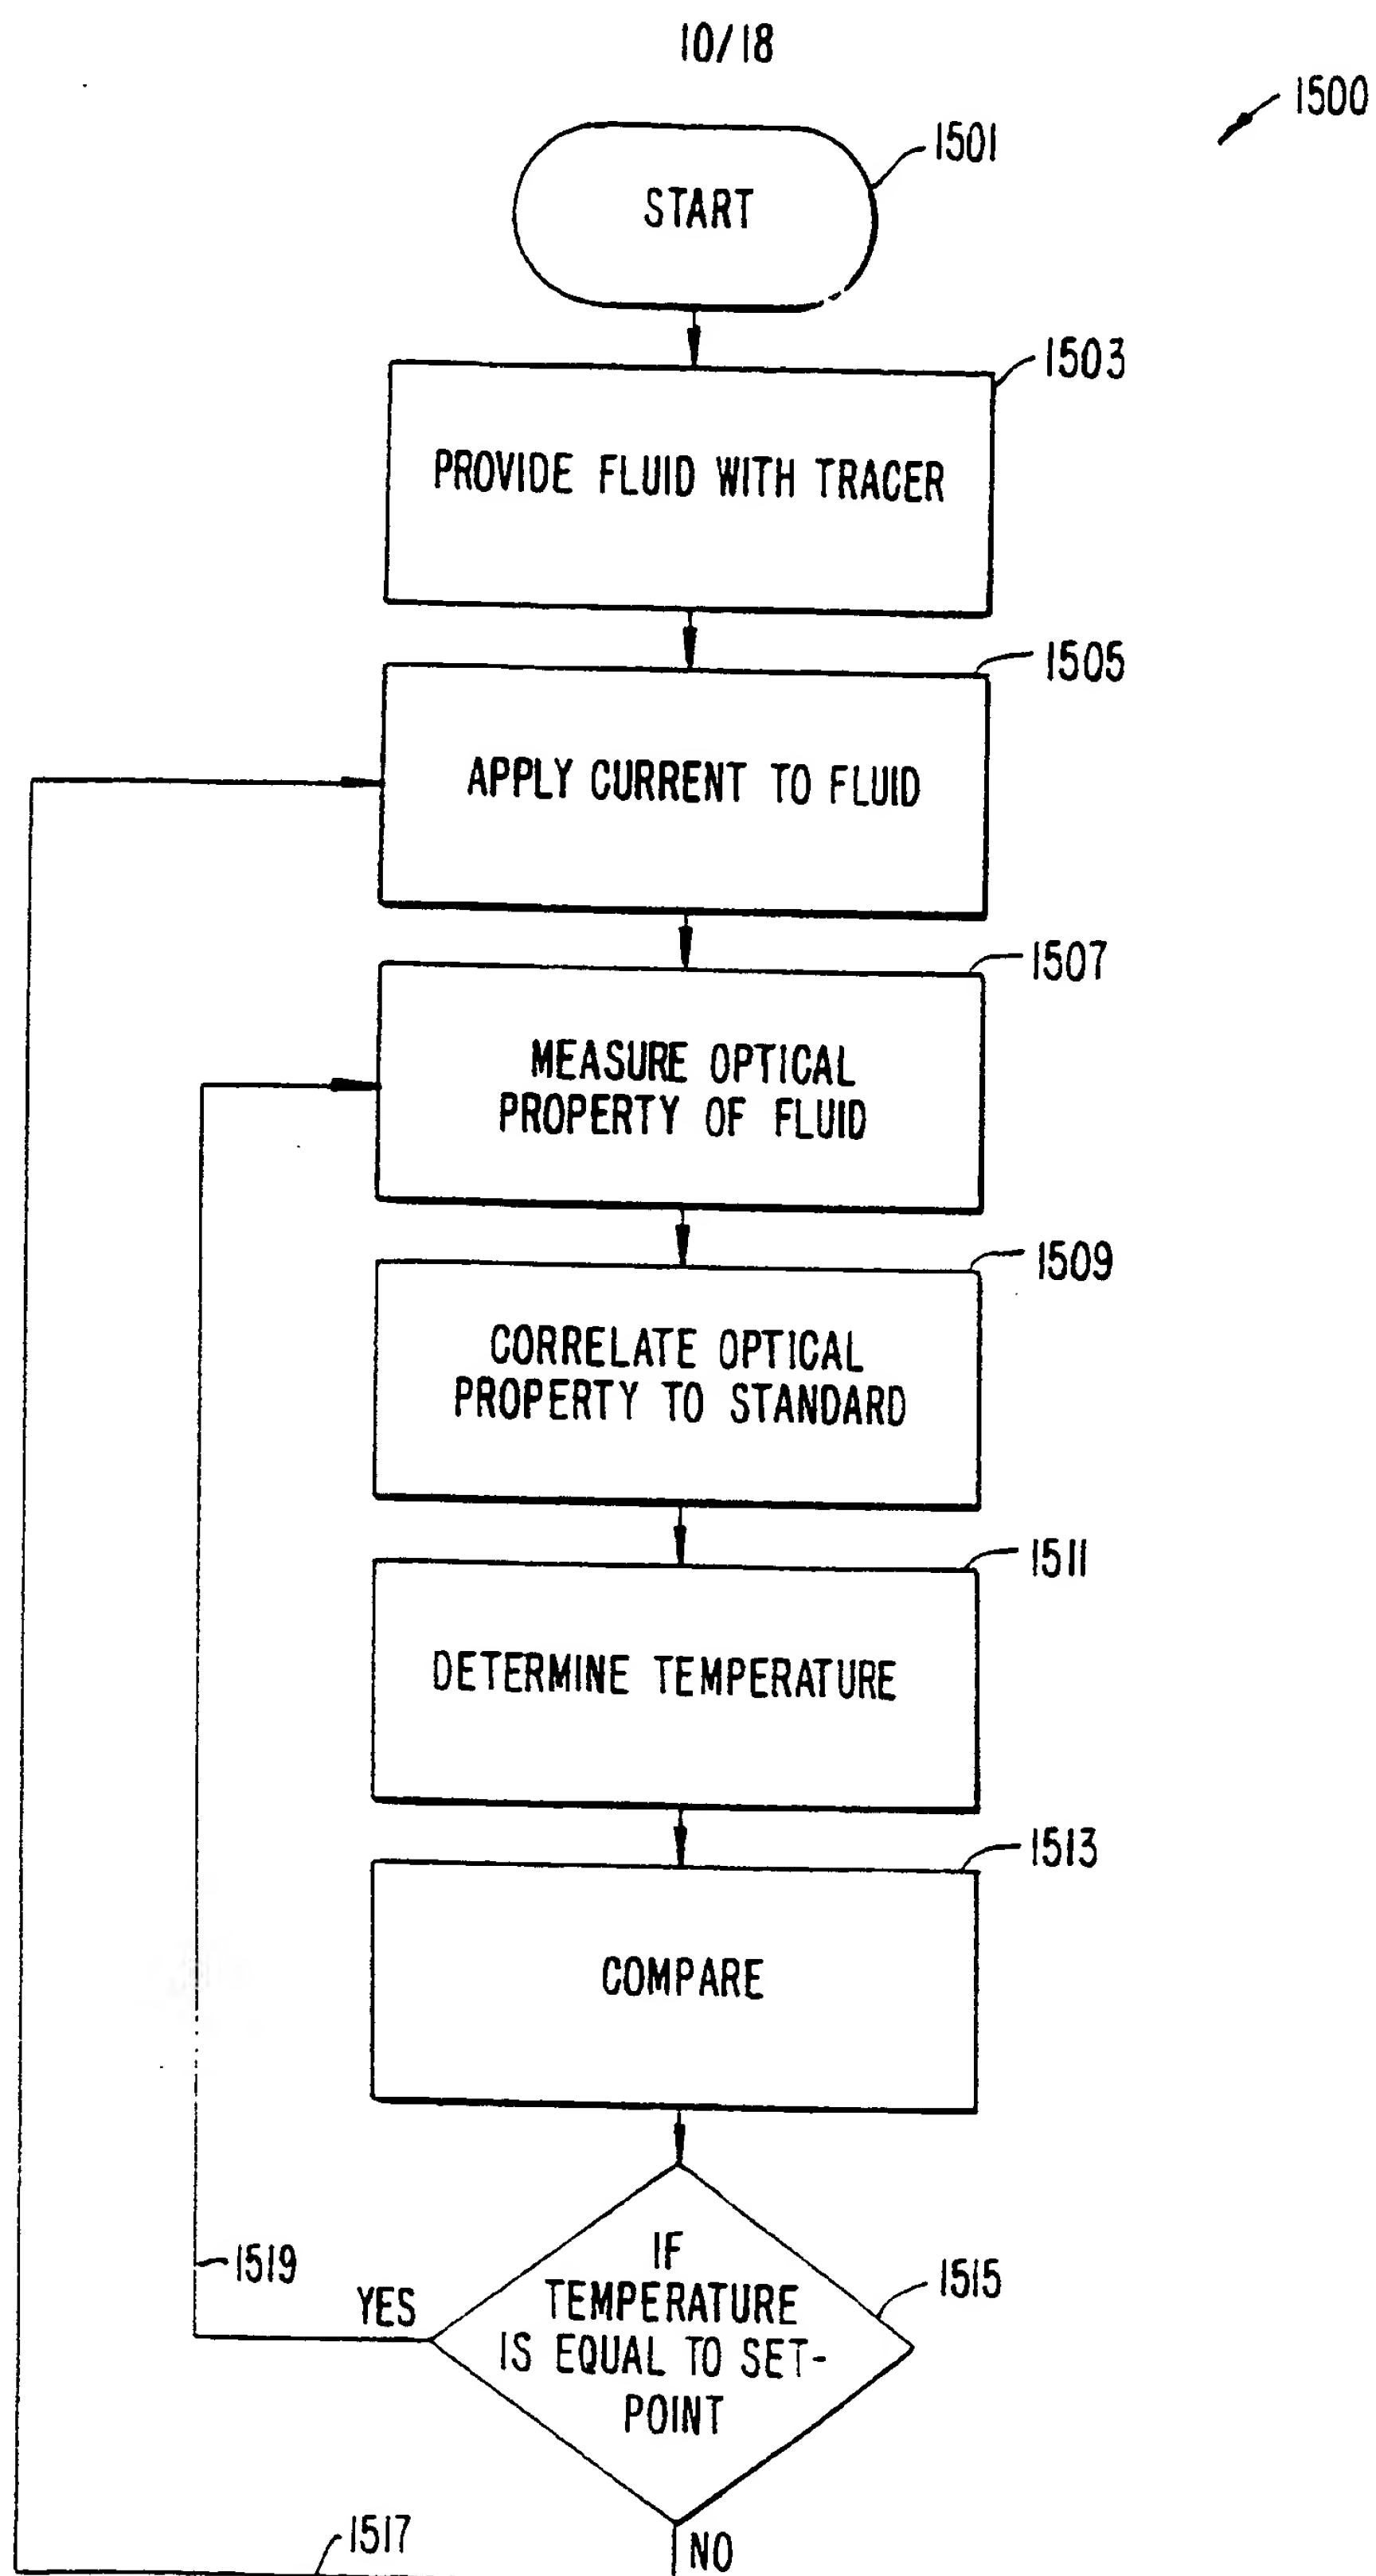 10/18
1500
1501
START
1503
PROVIDE FLUID WITH TRACER
1505
APPLY CURRENT TO FLUID
1507
MEASURE OPTICAL
PROPERTY OF FLUID
1509
CORRELATE OPTICAL
PROPERTY TO STANDARD
1511
DETERMINE TEMPERATURE
1513
COMPARE
1519
YES
IF
TEMPERATURE
IS EQUAL TO SET-
POINT
1515
1517
NO